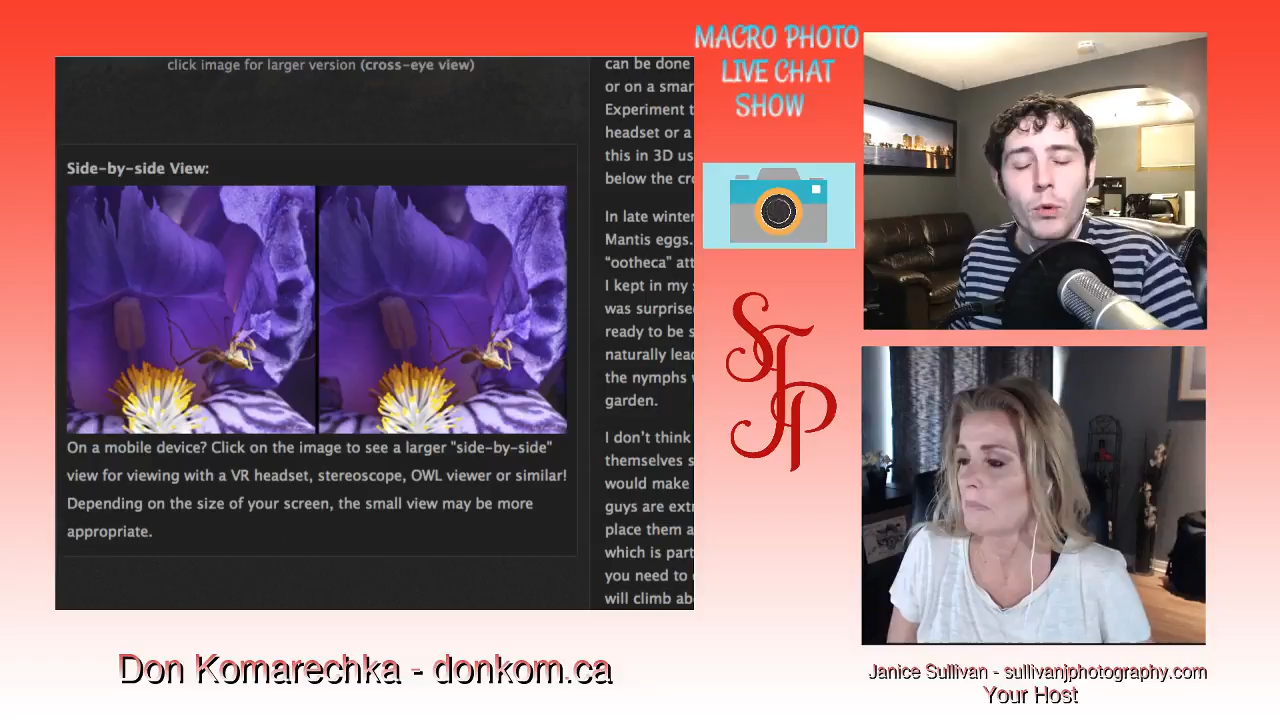 click image for larger version (cross-eye view)
Side-by-side View:
On a mobile device? Click on the image to see a larger "side-by-side"
view for viewing with a VR headset, stereoscope, OWL viewer or similar!
Depending on the size of your screen, the small view may be more
appropriate.
can be done
or on a smar
Experiment t
headset or a
this in 3D us
below the cro
In late winter
Mantis eggs.
"ootheca" att
I kept in my s
was surprise
ready to be s
naturally lead
the nymphs w
garden.
I don't think
themselves s
would make
guys are extr
place them a
which is part
you need to
will climb ab
MACRO PHOTO
LIVE CHAT
SHOW
SJP
Don Komarechka - donkom.ca
Janice Sullivan - sullivanjphotography.com
Your Host